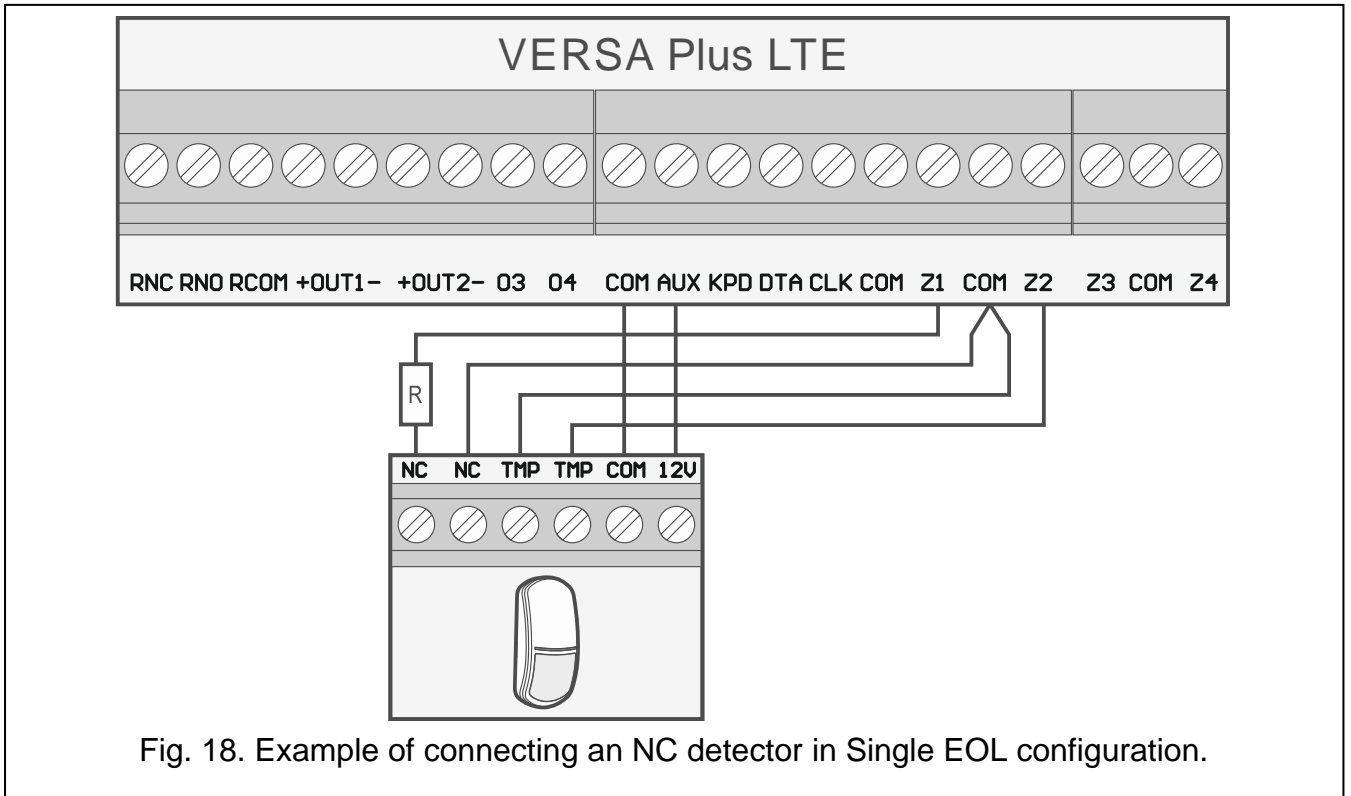 VERSA Plus LTE
RNC RNO RCOM +OUT1- +OUT2- O3 O4 COM AUX KPD DTA CLK COM Z1 COM Z2 Z3 COM Z4
R
NC NC TMP TMP COM 12V
Fig. 18. Example of connecting an NC detector in Single EOL configuration.